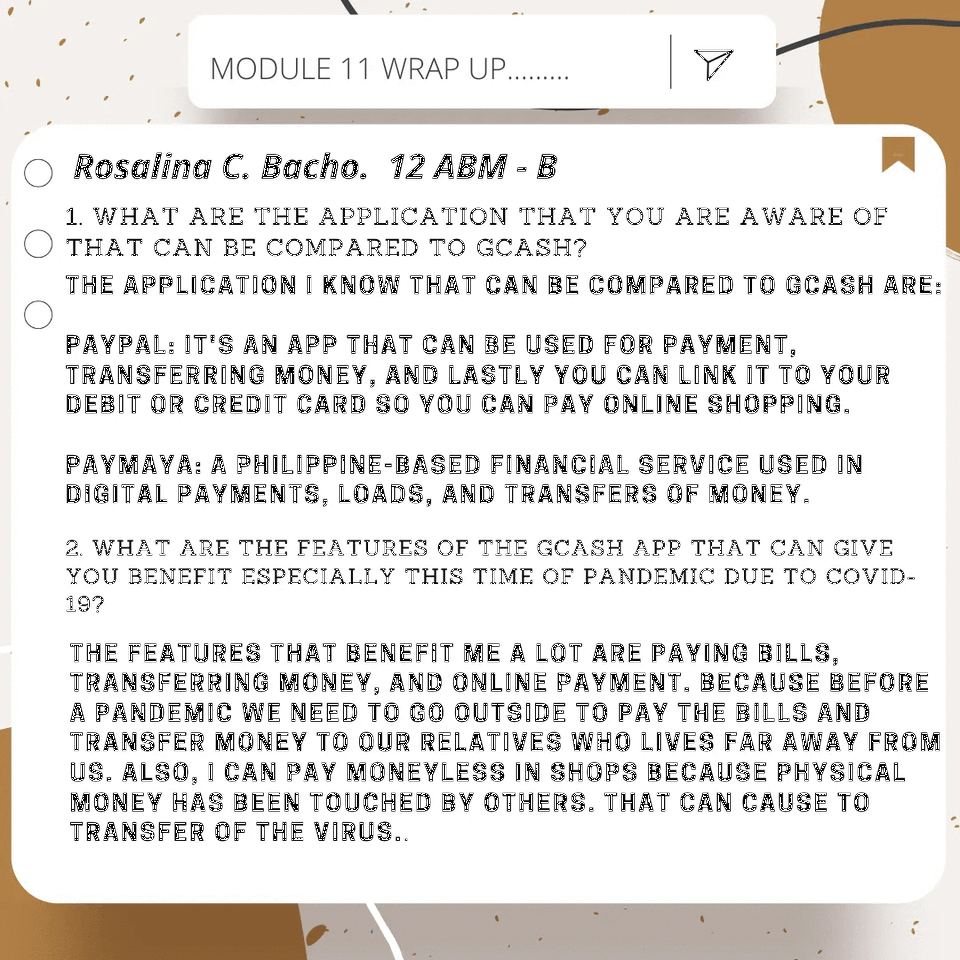 MODULE 11 WRAP UP.........
Rosalina C. Bacho. 12 ABM - B
1. WHAT ARE THE APPLICATION THAT YOU ARE AWARE OF
THAT CAN BE COMPARED TO GCASH?
THE APPLICATION I KNOW THAT CAN BE COMPARED TO GCASH ARE:
PAYPAL: IT'S AN APP THAT CAN BE USED FOR PAYMENT,
TRANSFERRING MONEY, AND LASTLY YOU CAN LINK IT TO YOUR
DEBIT OR CREDIT CARD SO YOU CAN PAY ONLINE SHOPPING.
PAYMAYA: A PHILIPPINE-BASED FINANCIAL SERVICE USED IN
DIGITAL PAYMENTS, LOADS, AND TRANSFERS OF MONEY.
2. WHAT ARE THE FEATURES OF THE GCASH APP THAT CAN GIVE
YOU BENEFIT ESPECIALLY THIS TIME OF PANDEMIC DUE TO COVID-
19?
THE FEATURES THAT BENEFIT ME A LOT ARE PAYING BILLS,
TRANSFERRING MONEY, AND ONLINE PAYMENT. BECAUSE BEFORE
A PANDEMIC WE NEED TO GO OUTSIDE TO PAY THE BILLS AND
TRANSFER MONEY TO OUR RELATIVES WHO LIVES FAR AWAY FROM
US. ALSO, I CAN PAY MONEYLESS IN SHOPS BECAUSE PHYSICAL
MONEY HAS BEEN TOUCHED BY OTHERS. THAT CAN CAUSE TO
TRANSFER OF THE VIRUS..